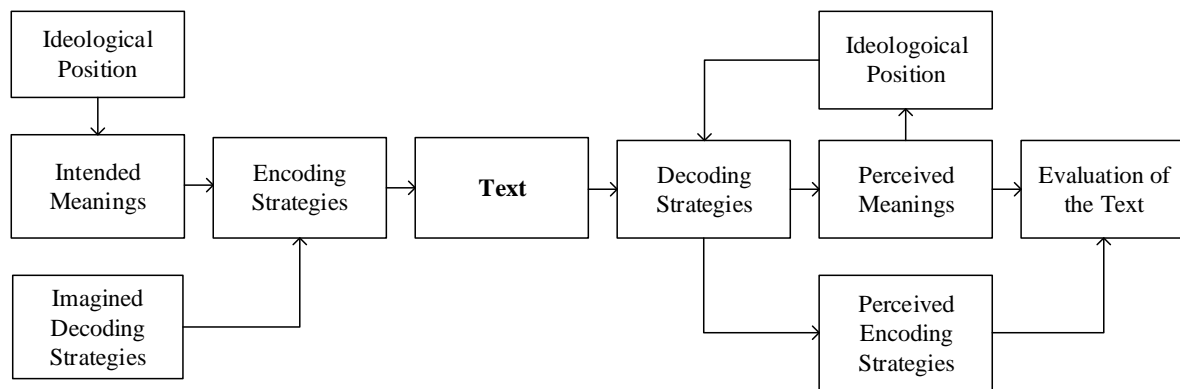 Ideological
Position
Ideologoical
Position
Intended
Meanings
Encoding
Strategies
Text
Decoding
Strategies
Perceived
Meanings
Evaluation of
the Text
Imagined
Decoding
Strategies
Perceived
Encoding
Strategies